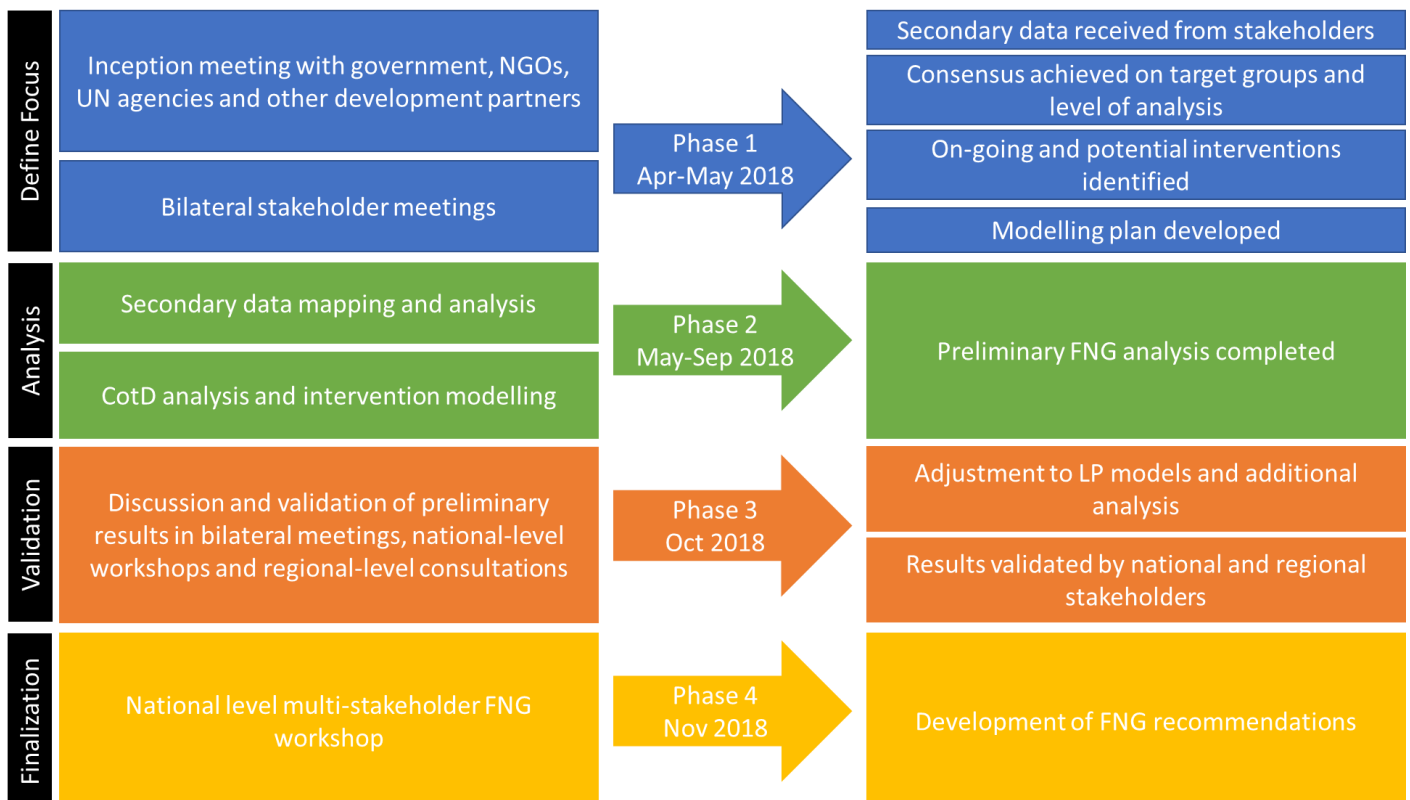 Define Focus
Inception meeting with government, NGOs,
UN agencies and other development partners
Bilateral stakeholder meetings
Phase 1
Apr-May 2018
Secondary data received from stakeholders
Consensus achieved on target groups and
level of analysis
On-going and potential interventions
identified
Modelling plan developed
Analysis
Secondary data mapping and analysis
CotD analysis and intervention modelling
Phase 2
May-Sep 2018
Preliminary FNG analysis completed
Validation
Discussion and validation of preliminary
results in bilateral meetings, national-level
workshops and regional-level consultations
Phase 3
Oct 2018
Adjustment to LP models and additional
analysis
Results validated by national and regional
stakeholders
Finalization
National level multi-stakeholder FNG
workshop
Phase 4
Nov 2018
Development of FNG recommendations